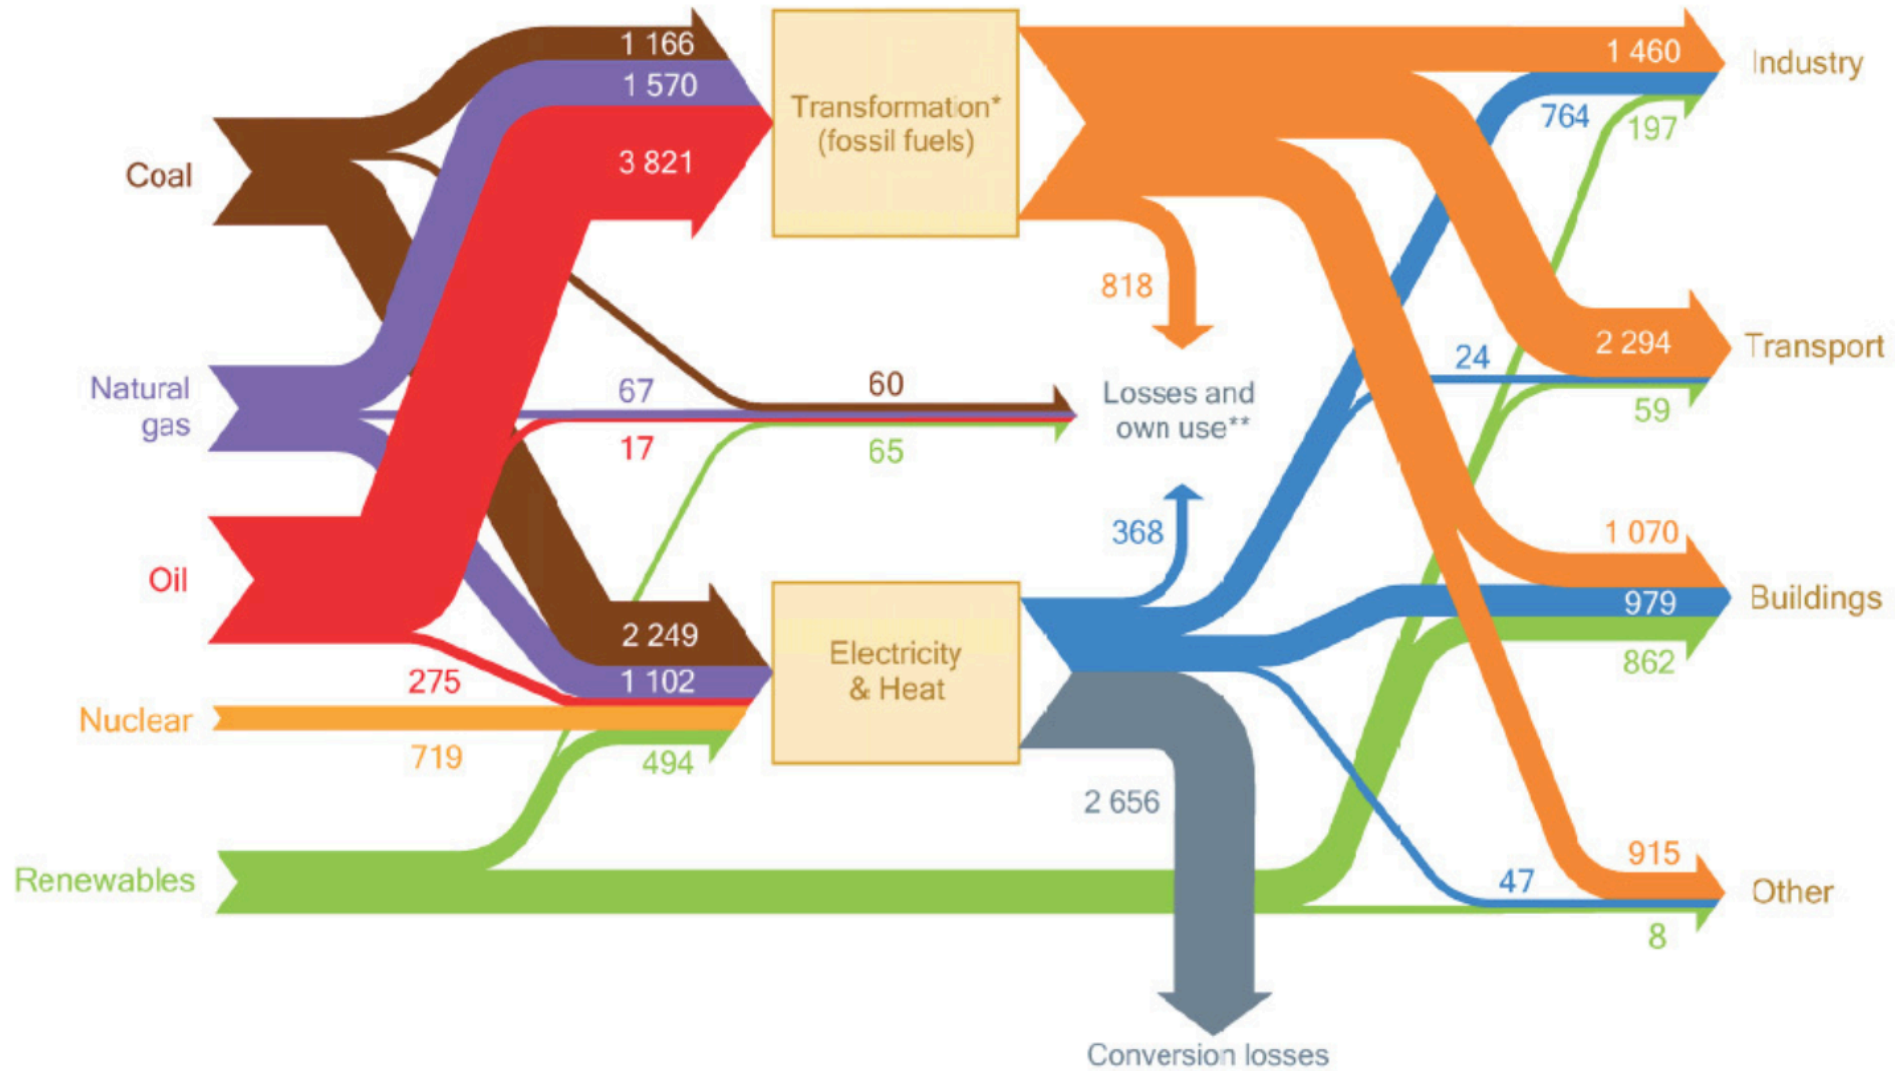 1 166
1 570
3 821
Coal
Transformation*
(fossil fuels)
1 460
Industry
764
197
818
Natural
gas
67
60
17
65
Losses and
own use**
24
2 294
Transport
59
Oil
275
2 249
1 102
368
Electricity
& Heat
1 070
979
Buildings
862
Nuclear
719
494
2 656
Renewables
915
47
Other
8
Conversion losses